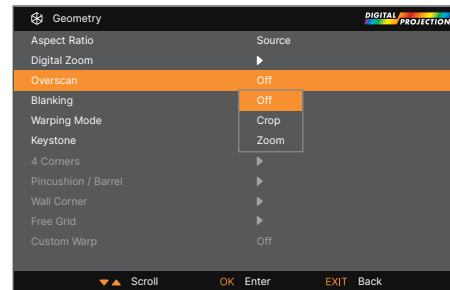 Geometry
DIGITAL
PROJECTION
Aspect Ratio Source
Digital Zoom
Overscan Off
Blanking Off
Warping Mode Crop
Keystone Zoom
4 Corners
Pincushion / Barrel
Wall Corner
Free Grid
Custom Warp Off
Scroll OK Enter EXIT Back